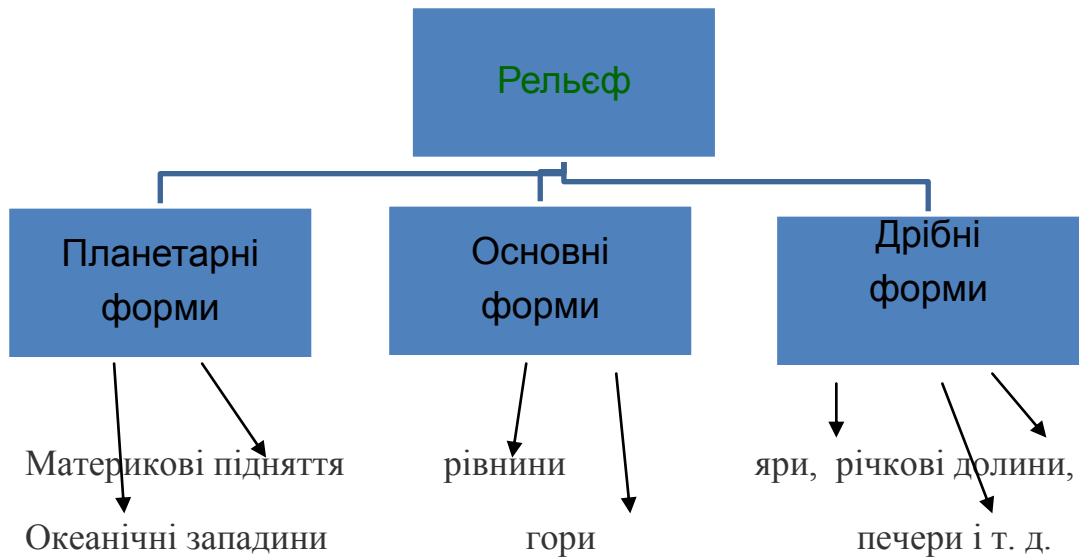 Рельєф
Планетарні
форми
Основні
форми
Дрібні
форми
Материкові підняття
рівнини
яри, річкові долини,
Океанічні западини
гори
печери і т. д.